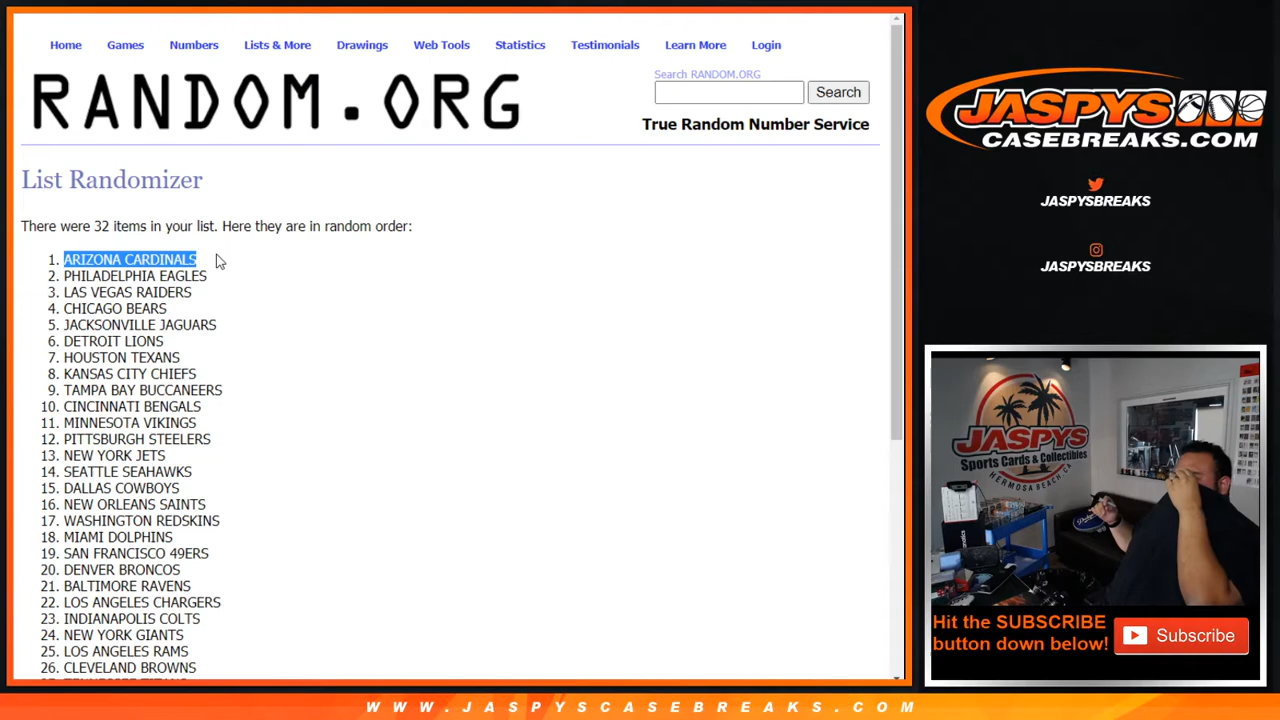 Home Games Numbers Lists & More Drawings Web Tools Statistics Testimonials Learn More Login
RANDOM.ORG
Search RANDOM.ORG
Search
True Random Number Service
List Randomizer
There were 32 items in your list. Here they are in random order:
1. ARIZONA CARDINALS
2. PHILADELPHIA EAGLES
3. LAS VEGAS RAIDERS
4. CHICAGO BEARS
5. JACKSONVILLE JAGUARS
6. DETROIT LIONS
7. HOUSTON TEXANS
8. KANSAS CITY CHIEFS
9. TAMPA BAY BUCCANEERS
10. CINCINNATI BENGALS
11. MINNESOTA VIKINGS
12. PITTSBURGH STEELERS
13. NEW YORK JETS
14. SEATTLE SEAHAWKS
15. DALLAS COWBOYS
16. NEW ORLEANS SAINTS
17. WASHINGTON REDSKINS
18. MIAMI DOLPHINS
19. SAN FRANCISCO 49ERS
20. DENVER BRONCOS
21. BALTIMORE RAVENS
22. LOS ANGELES CHARGERS
23. INDIANAPOLIS COLTS
24. NEW YORK GIANTS
25. LOS ANGELES RAMS
26. CLEVELAND BROWNS
JASPYS
CASEBREAKS.COM
JASPYSBREAKS
JASPYSBREAKS
JASPYS
Sports Cards & Collectibles
HERMOSA BEACH CA
Hit the SUBSCRIBE
button down below!
Subscribe
WWW.JASPYSCASEBREAKS.COM